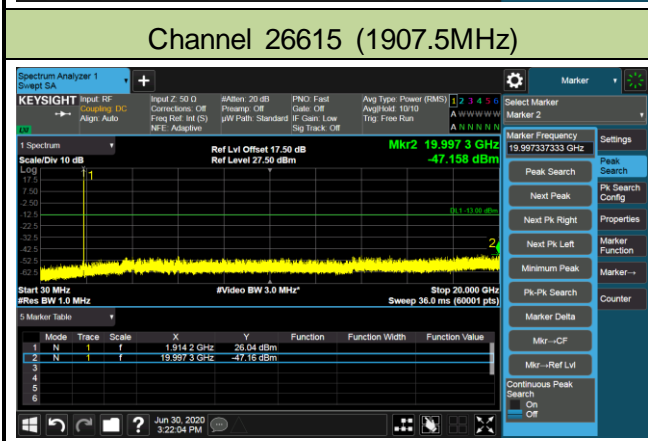 Channel 26615 (1907.5MHz)
Spectrum Analyzer 1
Swept SA
+
Marker
KEYSIGHT
Input: RF
Coupling: DC
Align: Auto
Input Z: 50 Ω
Corrections: Off
Freq Ref: Int (S)
NFE: Adaptive
#Atten: 20 dB
Preamp: Off
µW Path: Standard
PNO: Fast
Gate: Off
IF Gain: Low
Sig Track: Off
Avg Type: Power (RMS)
Avg|Hold: 10/10
Trig: Free Run
1 2 3 4 5 6
A W W W W W
A N N N N N
Select Marker
Marker 2
1 Spectrum
Scale/Div 10 dB
Log
Ref Lvl Offset 17.50 dB
Ref Level 27.50 dBm
Mkr2 19.997 3 GHz
-47.158 dBm
17.5
7.50
-2.50
-12.5
-22.5
-32.5
-42.5
-52.5
-62.5
1
DL1 -13.00 dBm
2
Start 30 MHz
#Res BW 1.0 MHz
#Video BW 3.0 MHz*
Stop 20.000 GHz
Sweep 36.0 ms (60001 pts)
5 Marker Table
Mode Trace Scale X Y Function Function Width Function Value
1 N 1 f 1.914 2 GHz 26.04 dBm
2 N 1 f 19.997 3 GHz -47.16 dBm
3
4
5
6
Marker Frequency
19.997337333 GHz
Peak Search
Next Peak
Next Pk Right
Next Pk Left
Minimum Peak
Pk-Pk Search
Marker Delta
Mkr→CF
Mkr→Ref Lvl
Continuous Peak
Search
On
Off
Settings
Peak
Search
Pk Search
Config
Properties
Marker
Function
Marker→
Counter
?
Jun 30, 2020
3:22:04 PM